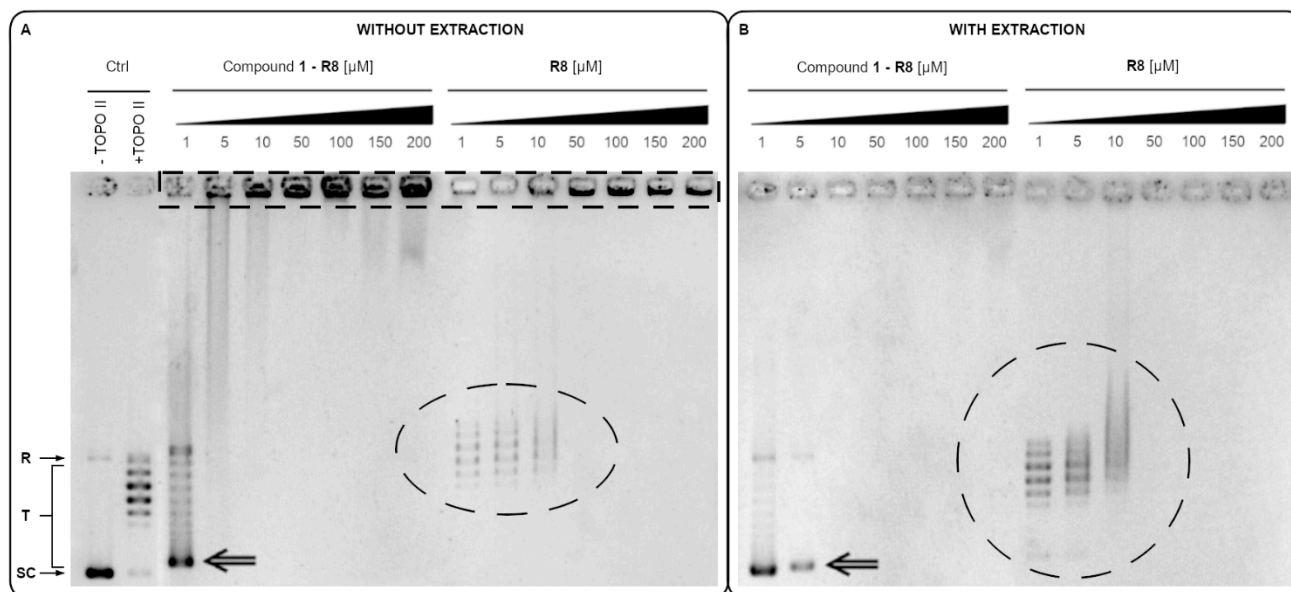 A
WITHOUT EXTRACTION
Ctrl
Compound 1 - R8 [µM]
R8 [µM]
- TOPO II
+TOPO II
1 5 10 50 100 150 200
1 5 10 50 100 150 200
R
T
SC
B
WITH EXTRACTION
Compound 1 - R8 [µM]
R8 [µM]
1 5 10 50 100 150 200
1 5 10 50 100 150 200